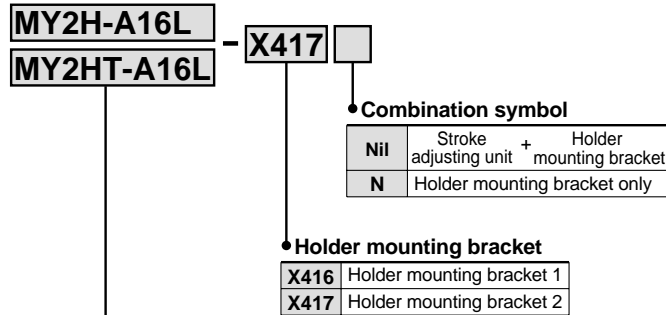 MY2H-A16L
MY2HT-A16L
- X417
Combination symbol
Nil Stroke adjusting unit + Holder mounting bracket
N Holder mounting bracket only
Holder mounting bracket
X416 Holder mounting bracket 1
X417 Holder mounting bracket 2